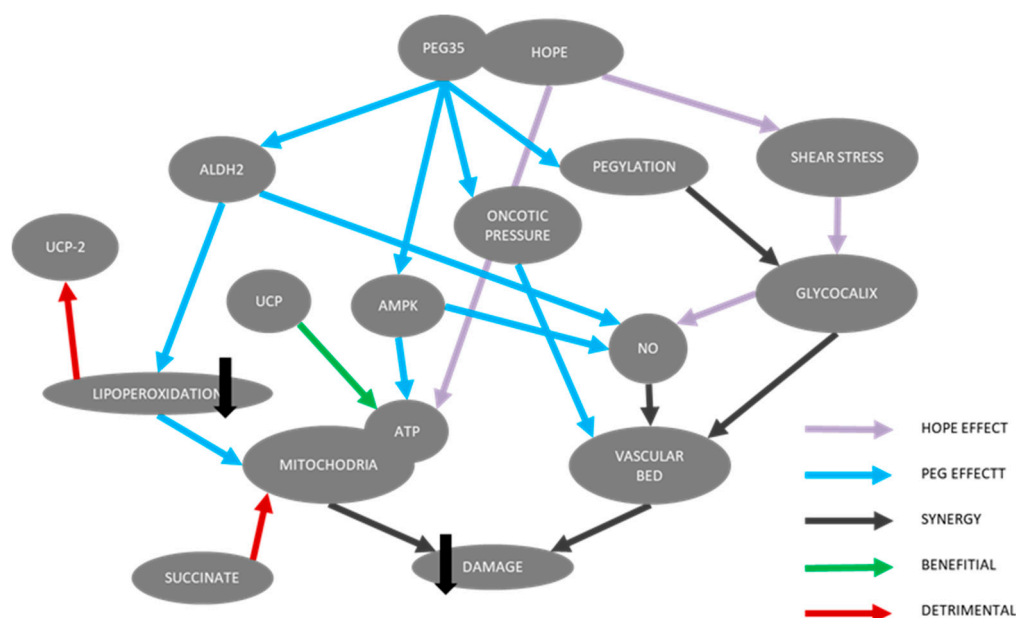 PEG35
HOPE
SHEAR STRESS
ALDH2
PEGYLATION
ONCOTIC
PRESSURE
UCP-2
UCP
AMPK
GLYCOCALIX
NO
LIPOPEROXIDATION
ATP
MITOCHODRIA
VASCULAR
BED
SUCCINATE
DAMAGE
HOPE EFFECT
PEG EFFECTT
SYNERGY
BENEFITIAL
DETRIMENTAL